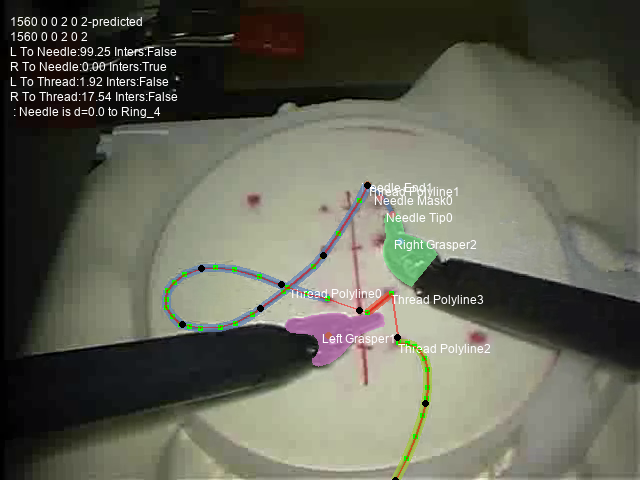 1560 0 0 2 0 2-predicted
1560 0 0 2 0 2
L To Needle:99.25 Inters:False
R To Needle:0.00 Inters:True
L To Thread:1.92 Inters:False
R To Thread:17.54 Inters:False
: Needle is d=0.0 to Ring_4
eedle End1
Thread Polyline1
Needle Mask0
Needle Tip0
Right Grasper2
Thread Polyline0
Thread Polyline3
Left Grasper1
Thread Polyline2